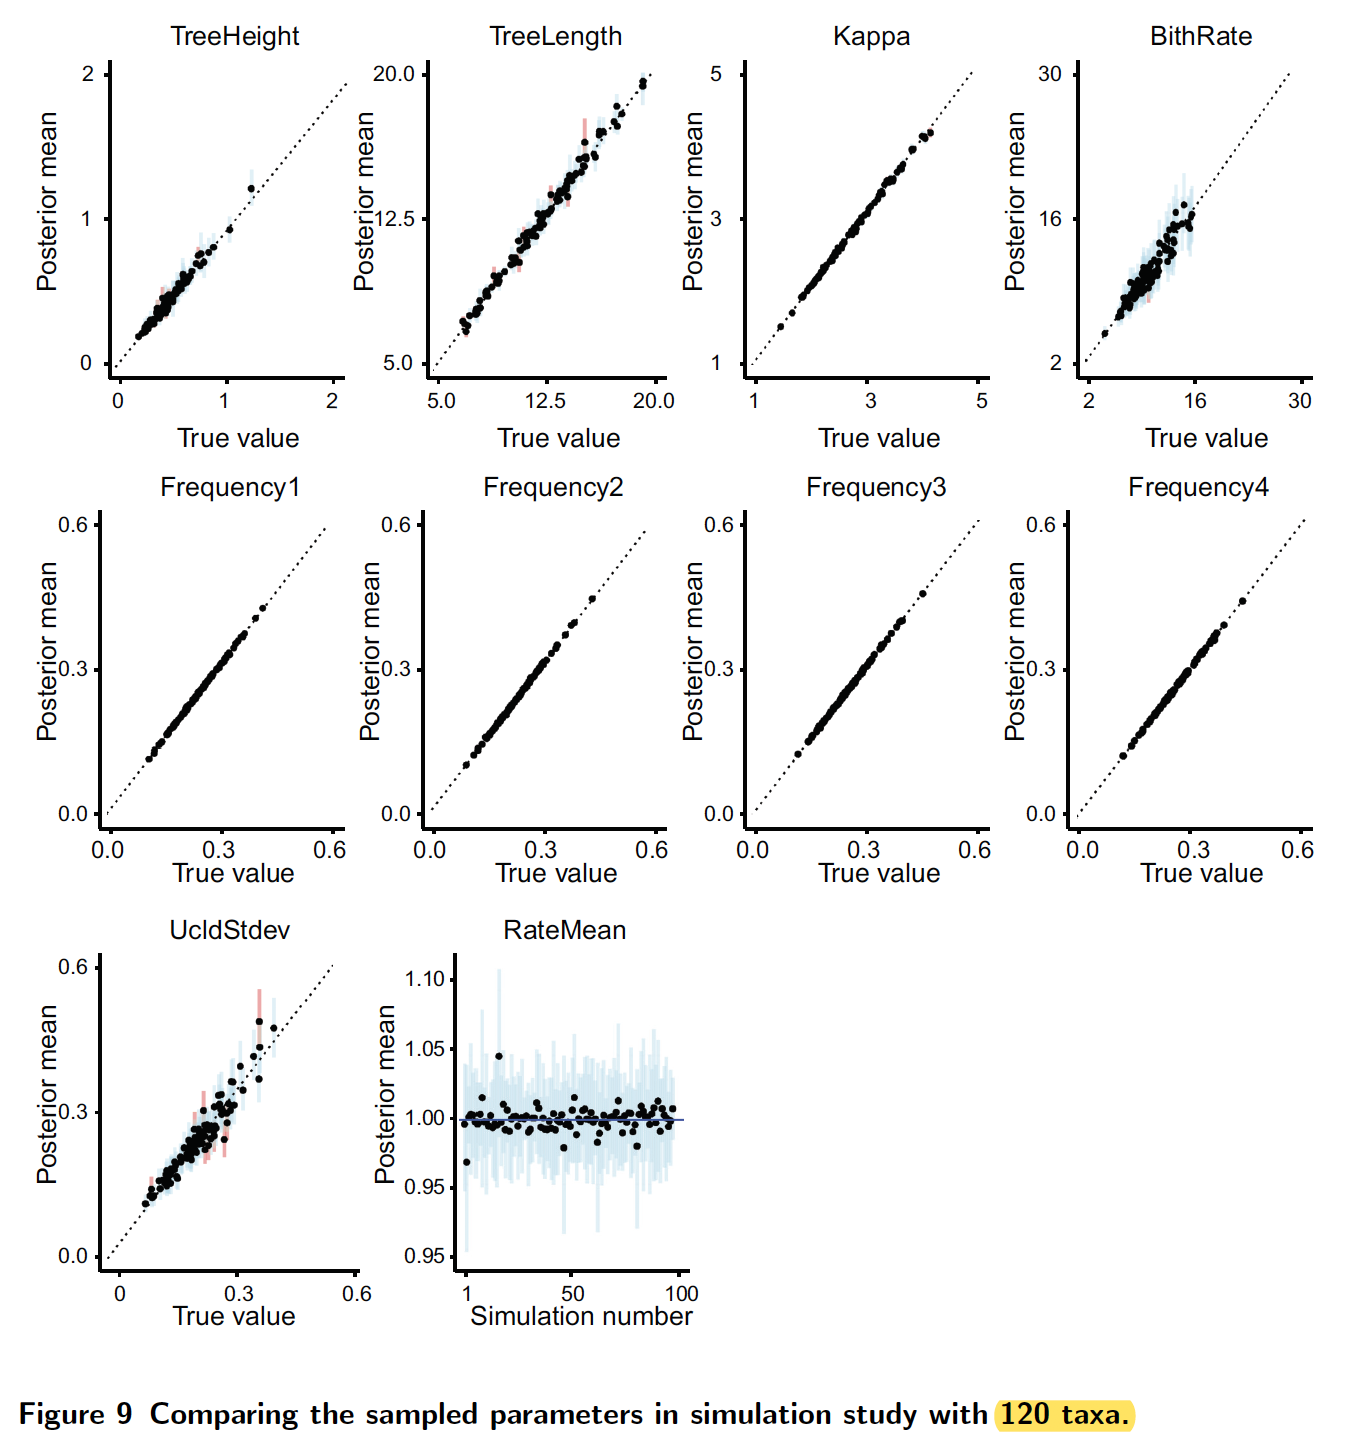 TreeHeight
TreeLength
Kappa
BithRate
2
1
0
Posterior mean
0 1 2
True value
20.0
12.5
5.0
Posterior mean
5.0 12.5 20.0
True value
5
3
1
Posterior mean
1 3 5
True value
30
16
2
Posterior mean
2 16 30
True value
Frequency1
Frequency2
Frequency3
Frequency4
0.6
0.3
0.0
Posterior mean
0.0 0.3 0.6
True value
0.6
0.3
0.0
Posterior mean
0.0 0.3 0.6
True value
0.6
0.3
0.0
Posterior mean
0.0 0.3 0.6
True value
0.6
0.3
0.0
Posterior mean
0.0 0.3 0.6
True value
UcldStdev
RateMean
0.6
0.3
0.0
Posterior mean
0 0.3 0.6
True value
1.10
1.05
1.00
0.95
0.95
Posterior mean
1 50 100
Simulation number
Figure 9 Comparing the sampled parameters in simulation study with 120 taxa.